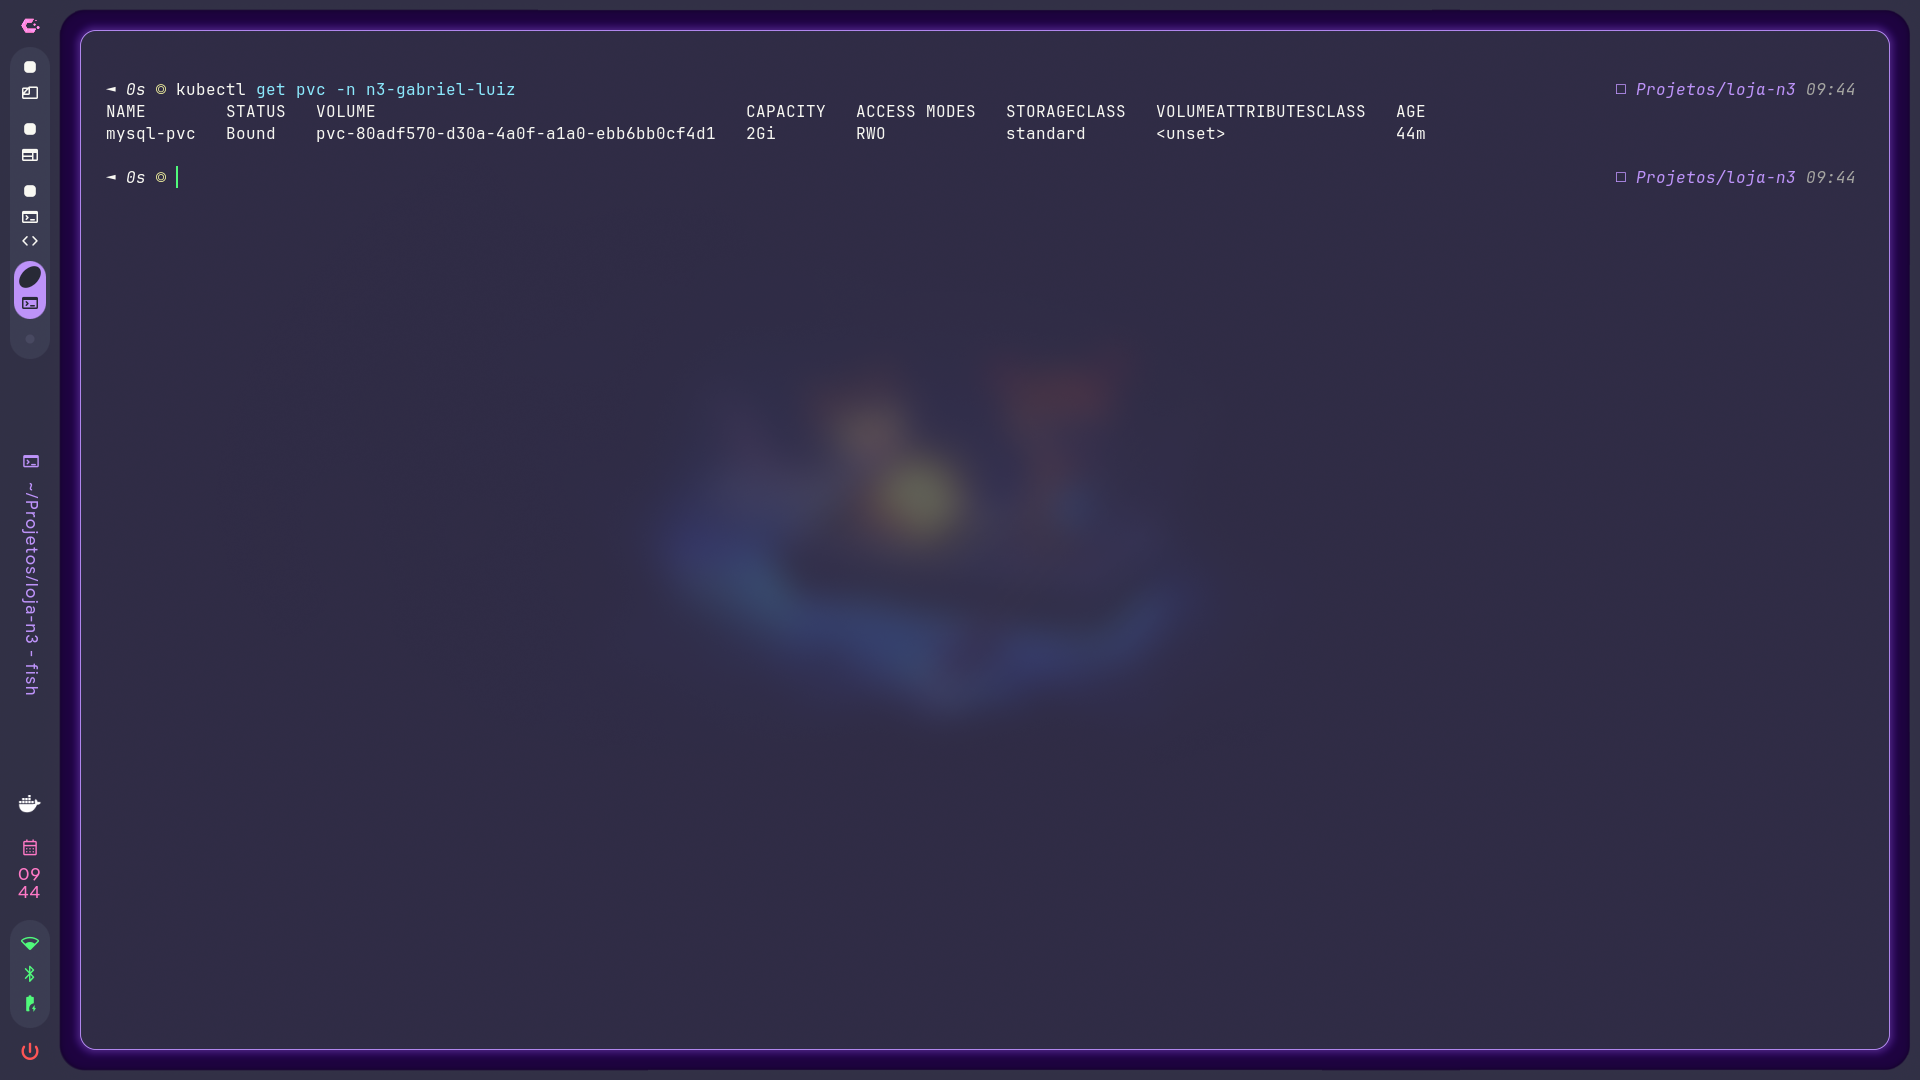 ◄ 0s ◎ kubectl get pvc -n n3-gabriel-luiz □ Projetos/loja-n3 09:44
NAME STATUS VOLUME CAPACITY ACCESS MODES STORAGECLASS VOLUMEATTRIBUTESCLASS AGE
mysql-pvc Bound pvc-80adf570-d30a-4a0f-a1a0-ebb6bb0cf4d1 2Gi RWO standard <unset> 44m
◄ 0s ◎ □ Projetos/loja-n3 09:44
~/Projetos/loja-n3 - fish
09
44